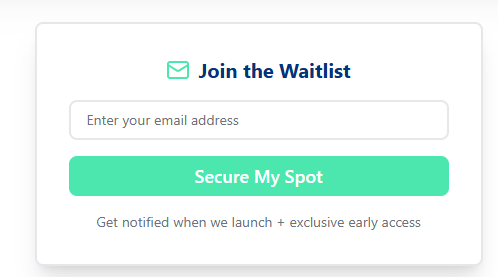 Join the Waitlist
Enter your email address
Secure My Spot
Get notified when we launch + exclusive early access